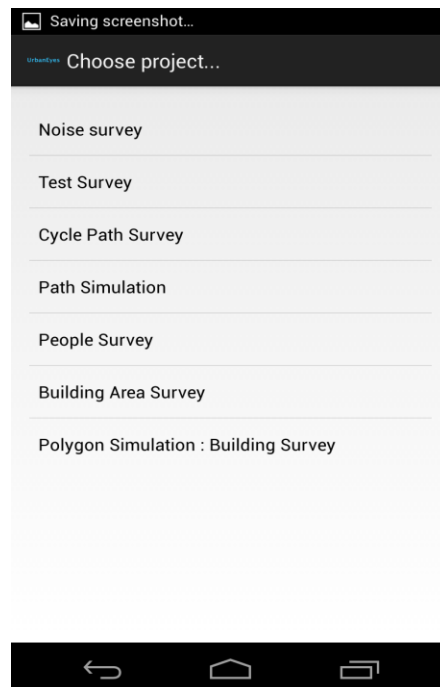 Saving screenshot...
UrbanEyes Choose project...
Noise survey
Test Survey
Cycle Path Survey
Path Simulation
People Survey
Building Area Survey
Polygon Simulation : Building Survey